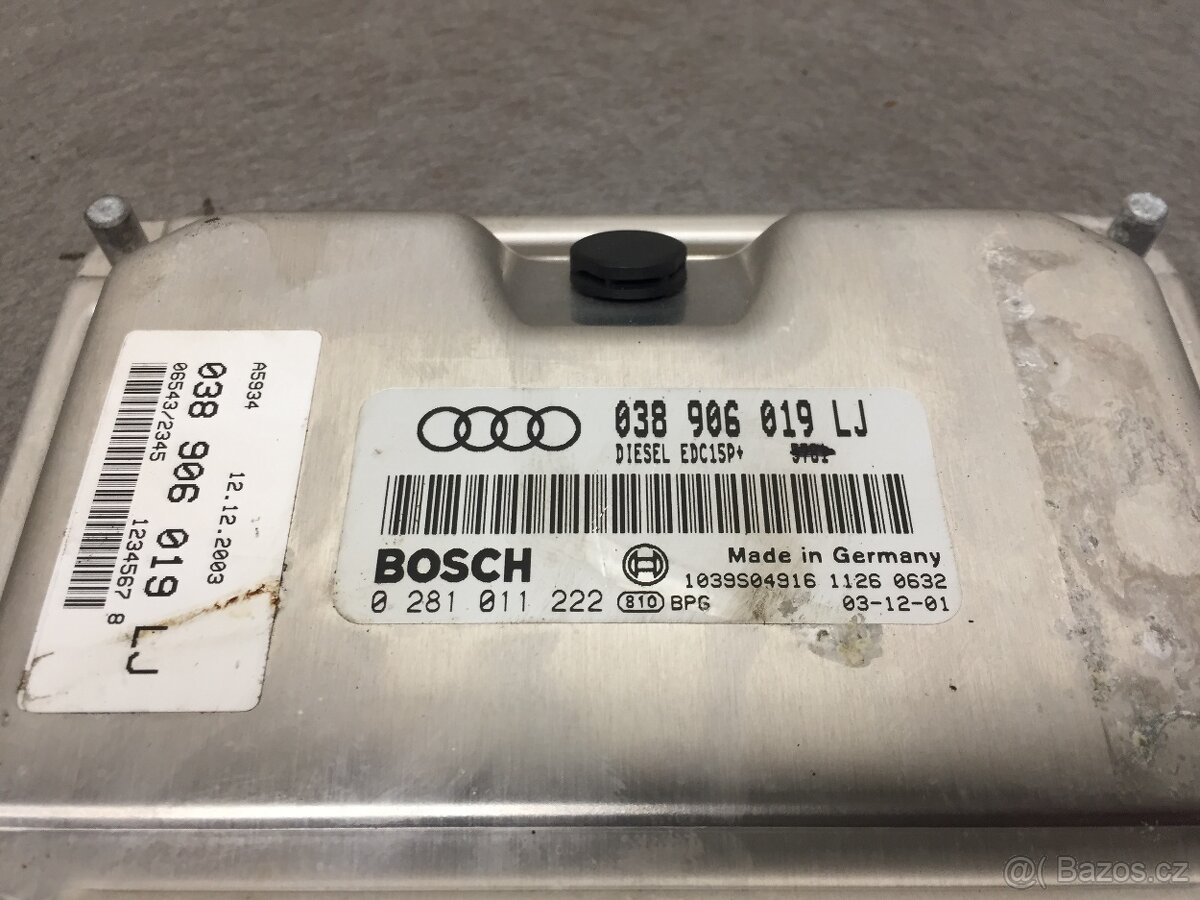 A5934
12.12.2003
038 906 019 LJ
06543/2345
1234567 8
038 906 019 LJ
DIESEL EDC15P+
BOSCH
Made in Germany
1039S04916 1126 0632
0 281 011 222
810
BPG
03-12-01
@( Bazos.cz